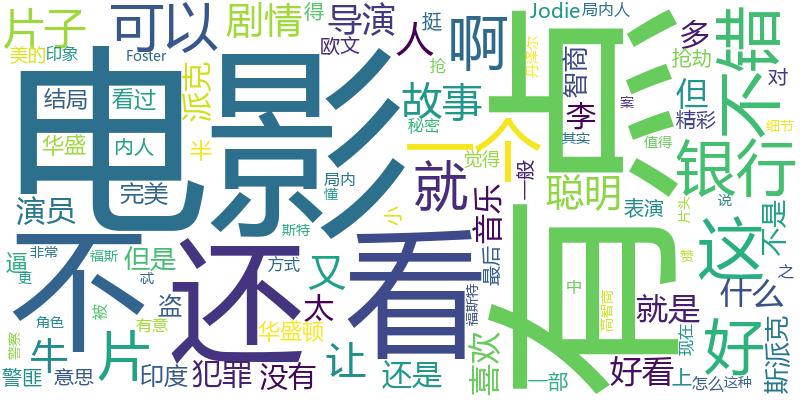 片子
可以
剧情
得
导演
挺
人
啊
Jodie
局内人
有点
不错
美的
印象
Foster
欧文
抢
丹泽尔
智商
多
抢劫
对
电影
派克
故事
一个
李
但
精彩
案
细节
结局
看过
华盛
内人
半
秘密
其实
值得
银行
完美
局内
懂
就
觉得
音乐
一般
聪明
表演
片头
说
不是
演员
不
还
看
斯特
小
最后
这
赞
逼
非常
福斯
但是
忒
又
方式
太
福斯特
中
高智商
就是
什么
之
更
角色
被
有意
盗
华盛顿
让
喜欢
好
现在
斯派克
警察
牛
片
警匪
意思
印度
犯罪
没有
还是
一部
好看
上
怎么
这种